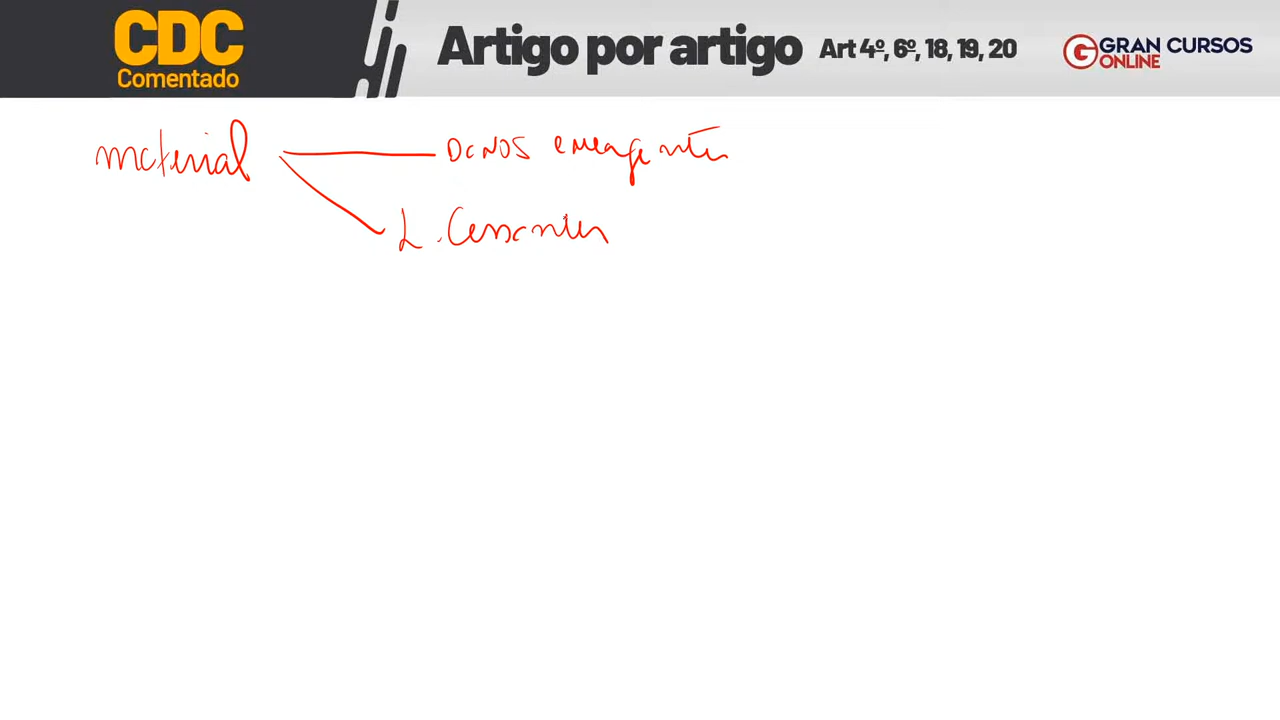 CDC
Comentado
Artigo por artigo Art 4º, 6º, 18, 19, 20
GRAN CURSOS
ONLINE
material
Danos emergentes
L. Cessantes